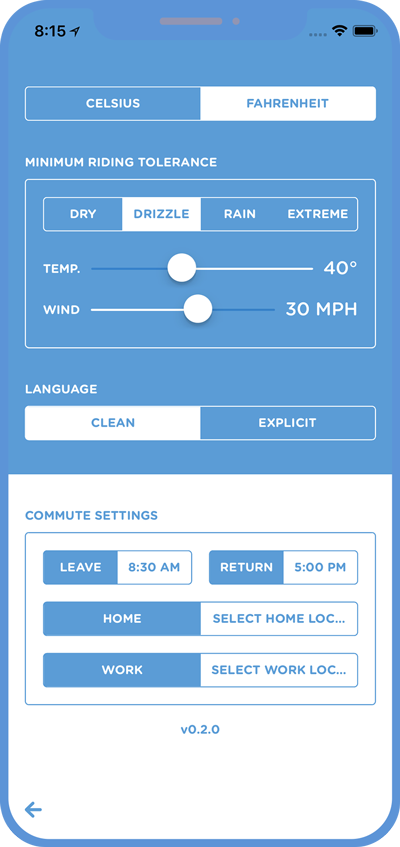 8:15
CELSIUS FAHRENHEIT
MINIMUM RIDING TOLERANCE
DRY DRIZZLE RAIN EXTREME
TEMP. 40°
WIND 30 MPH
LANGUAGE
CLEAN EXPLICIT
COMMUTE SETTINGS
LEAVE 8:30 AM RETURN 5:00 PM
HOME SELECT HOME LOC...
WORK SELECT WORK LOC...
v0.2.0